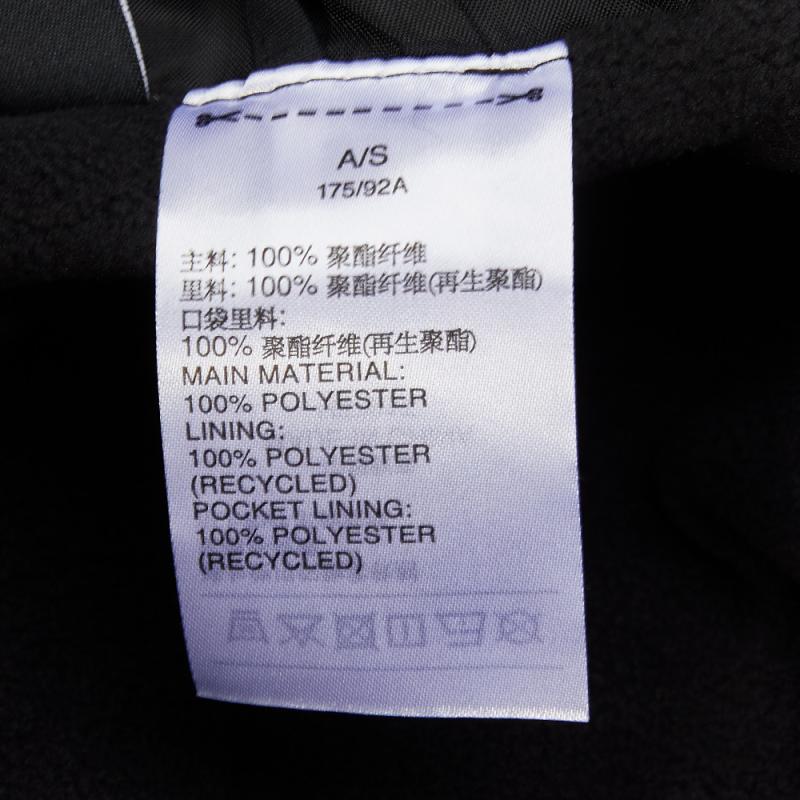 A/S
175/92A
主料: 100% 聚酯纤维
里料: 100% 聚酯纤维(再生聚酯)
口袋里料:
100% 聚酯纤维(再生聚酯)
MAIN MATERIAL:
100% POLYESTER
LINING:
100% POLYESTER
(RECYCLED)
POCKET LINING:
100% POLYESTER
(RECYCLED)